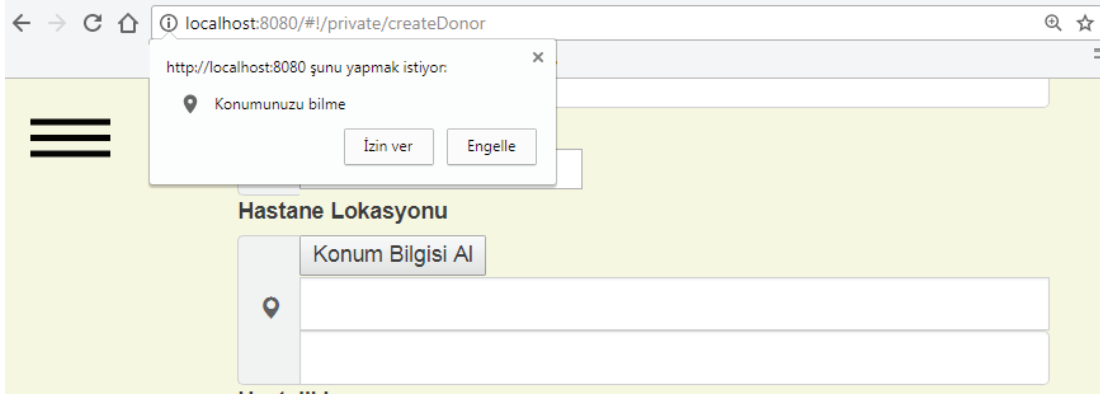 localhost:8080/#!/private/createDonor
http://localhost:8080 şunu yapmak istiyor:
Konumunuzu bilme
İzin ver
Engelle
Hastane Lokasyonu
Konum Bilgisi Al